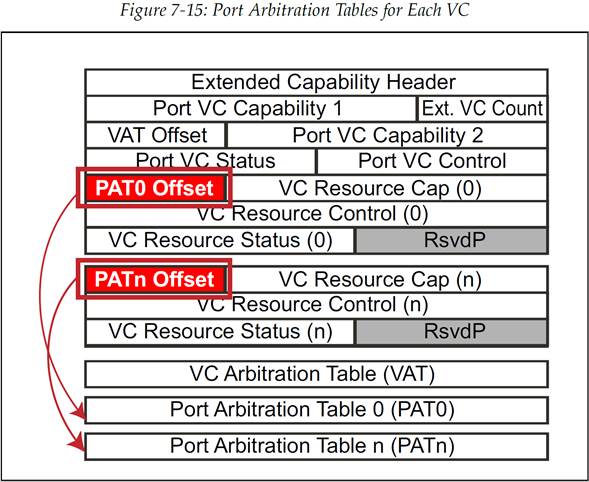 Figure 7-15: Port Arbitration Tables for Each VC
Extended Capability Header
Port VC Capability 1 Ext. VC Count
VAT Offset Port VC Capability 2
Port VC Status Port VC Control
PAT0 Offset VC Resource Cap (0)
VC Resource Control (0)
VC Resource Status (0) RsvdP
PATn Offset VC Resource Cap (n)
VC Resource Control (n)
VC Resource Status (n) RsvdP
VC Arbitration Table (VAT)
Port Arbitration Table 0 (PAT0)
Port Arbitration Table n (PATn)